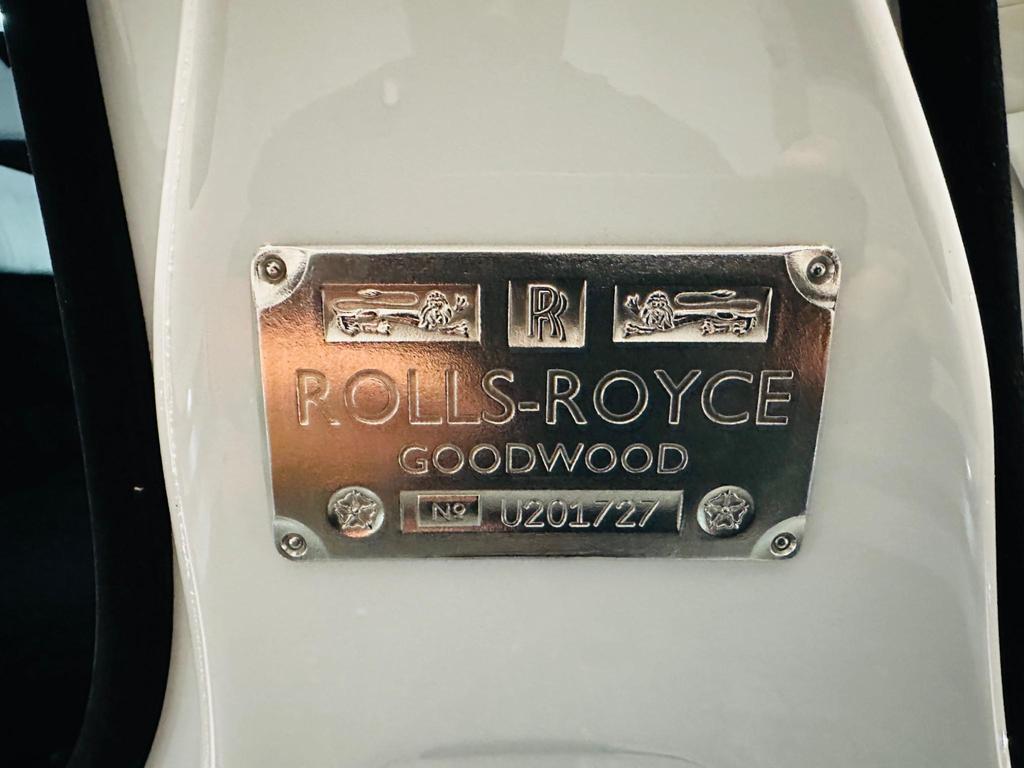 RR
ROLLS-ROYCE
GOODWOOD
Nº U201727